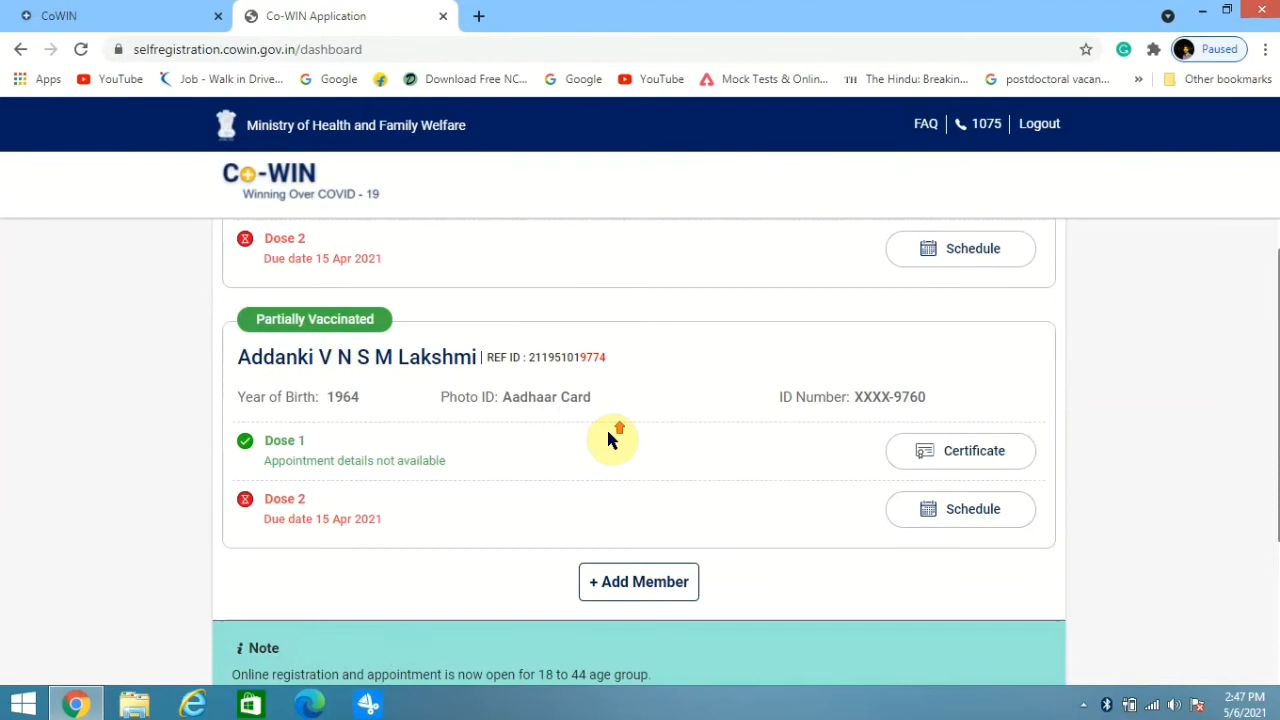 CoWIN
Co-WIN Application
selfregistration.cowin.gov.in/dashboard
Paused
Apps
YouTube
Job - Walk in Drive...
Google
Download Free NC...
Google
YouTube
Mock Tests & Onlin...
TH The Hindu: Breakin...
postdoctoral vacan...
»
Other bookmarks
Ministry of Health and Family Welfare
FAQ
1075
Logout
Co-WIN
Winning Over COVID - 19
Dose 2
Due date 15 Apr 2021
Schedule
Partially Vaccinated
Addanki V N S M Lakshmi | REF ID : 211951019774
Year of Birth: 1964
Photo ID: Aadhaar Card
ID Number: XXXX-9760
Dose 1
Appointment details not available
Certificate
Dose 2
Due date 15 Apr 2021
Schedule
+ Add Member
i Note
Online registration and appointment is now open for 18 to 44 age group.
2:47 PM
5/6/2021